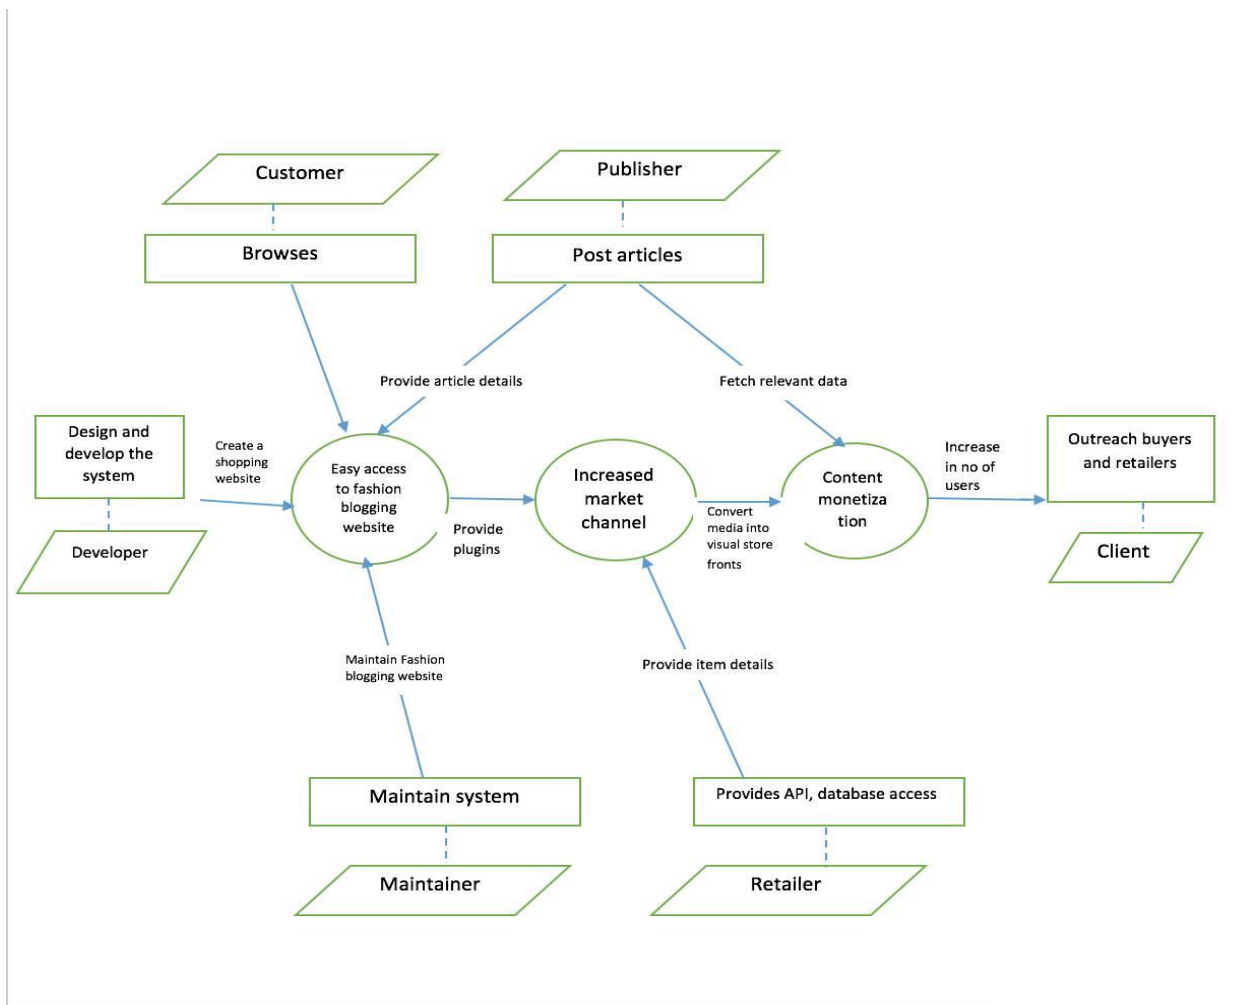 Customer
Publisher
Browses
Post articles
Provide article details
Fetch relevant data
Design and
develop the
system
Developer
Create a
shopping
website
Easy access
to fashion
blogging
website
Provide
plugins
Increased
market
channel
Convert
media into
visual store
fronts
Content
monetiza
tion
Increase
in no of
users
Outreach buyers
and retailers
Client
Maintain Fashion
blogging website
Provide item details
Maintain system
Provides API, database access
Maintainer
Retailer